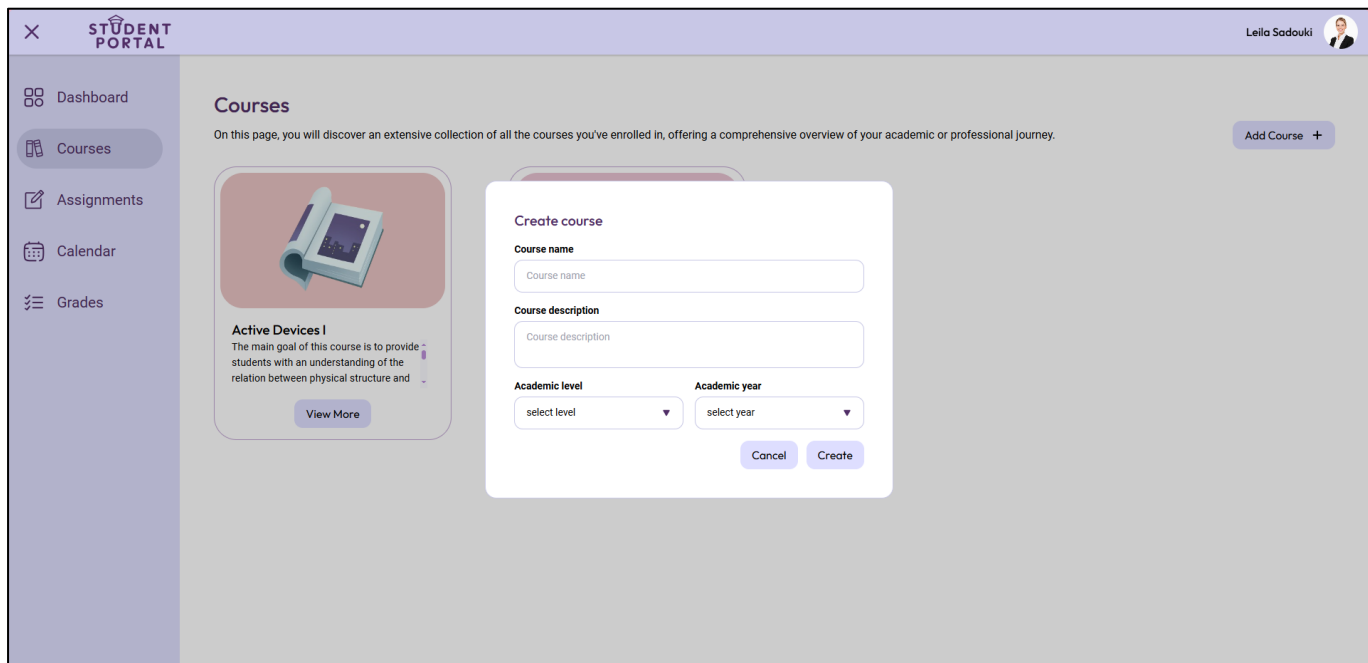 STUDENT
PORTAL
Leila Sadouki
Dashboard
Courses
Assignments
Calendar
Grades
Courses
On this page, you will discover an extensive collection of all the courses you've enrolled in, offering a comprehensive overview of your academic or professional journey.
Add Course +
Active Devices I
The main goal of this course is to provide
students with an understanding of the
relation between physical structure and
View More
Create course
Course name
Course name
Course description
Course description
Academic level
Academic year
select level
select year
Cancel
Create